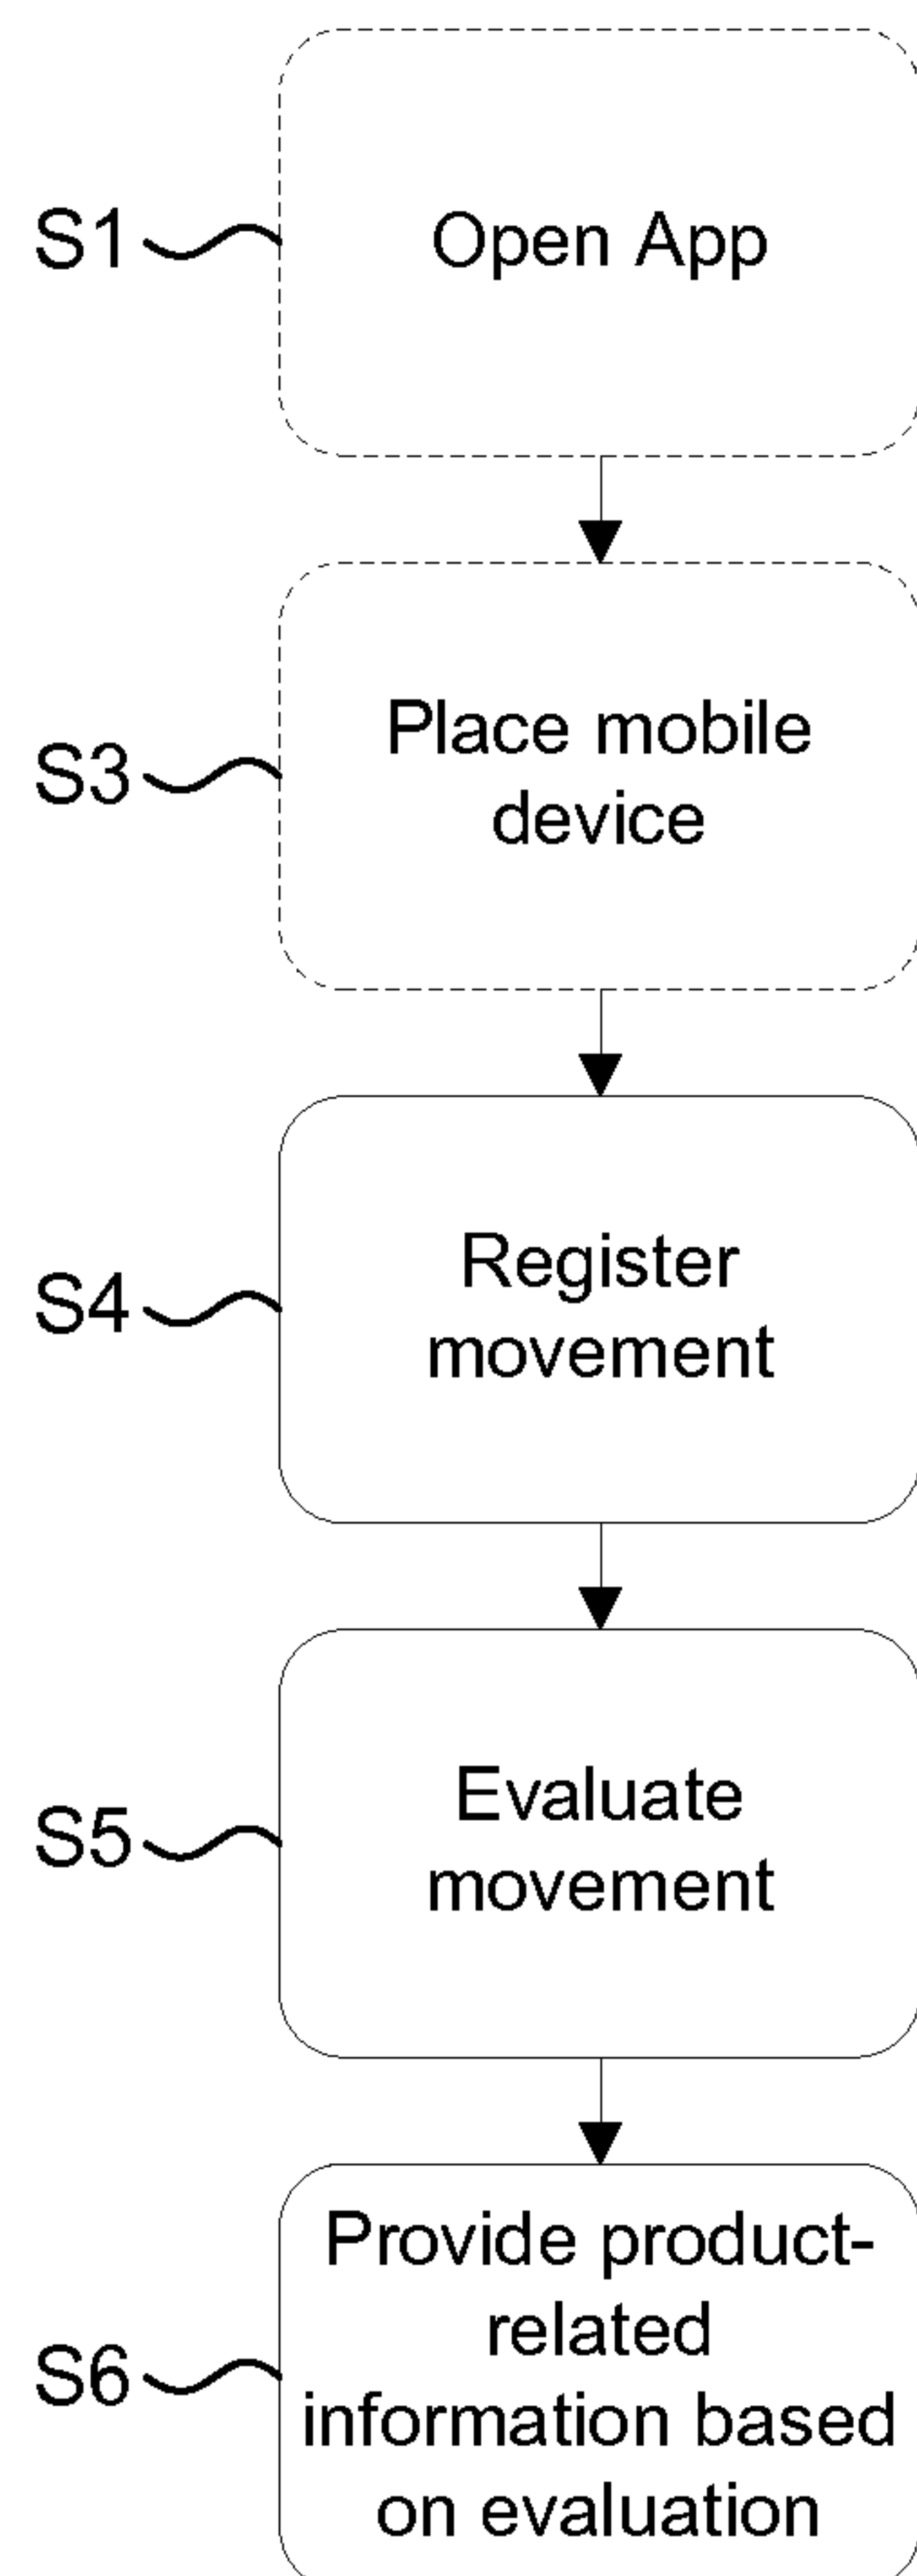 S1
Open App
S3
Place mobile
device
S4
Register
movement
S5
Evaluate
movement
S6
Provide product-
related
information based
on evaluation